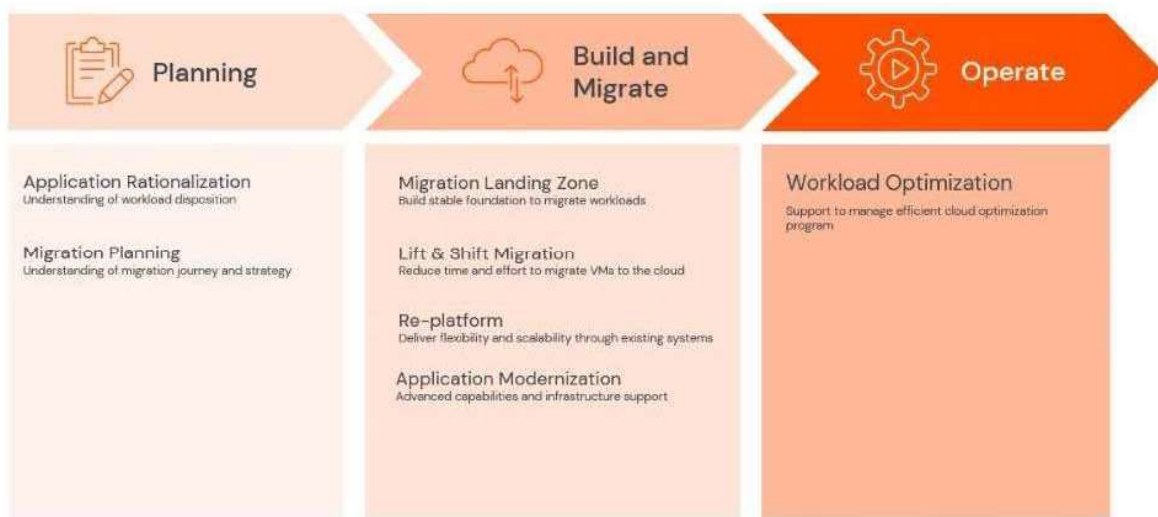 Planning
Build and
Migrate
Operate
Application Rationalization
Understanding of workload disposition
Migration Planning
Understanding of migration journey and strategy
Migration Landing Zone
Build stable foundation to migrate workloads
Lift & Shift Migration
Reduce time and effort to migrate VMs to the cloud
Re-platform
Deliver flexibility and scalability through existing systems
Application Modernization
Advanced capabilities and infrastructure support
Workload Optimization
Support to manage efficient cloud optimization
program